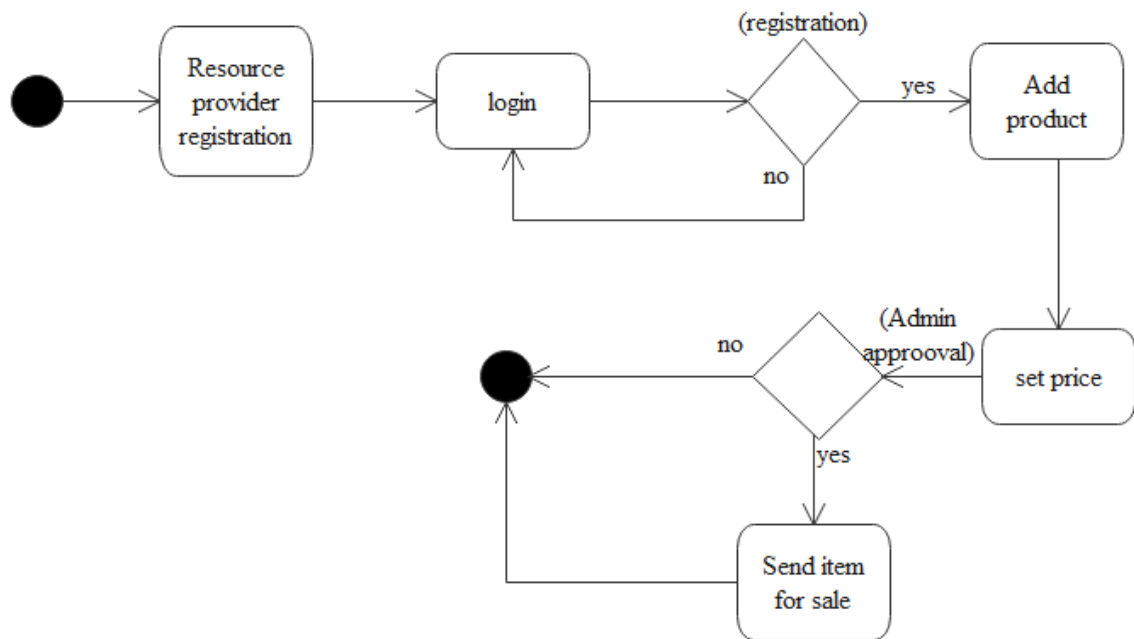 (registration)
Resource
provider
registration
login
yes
Add
product
no
(Admin
approoval)
no
set price
yes
Send item
for sale